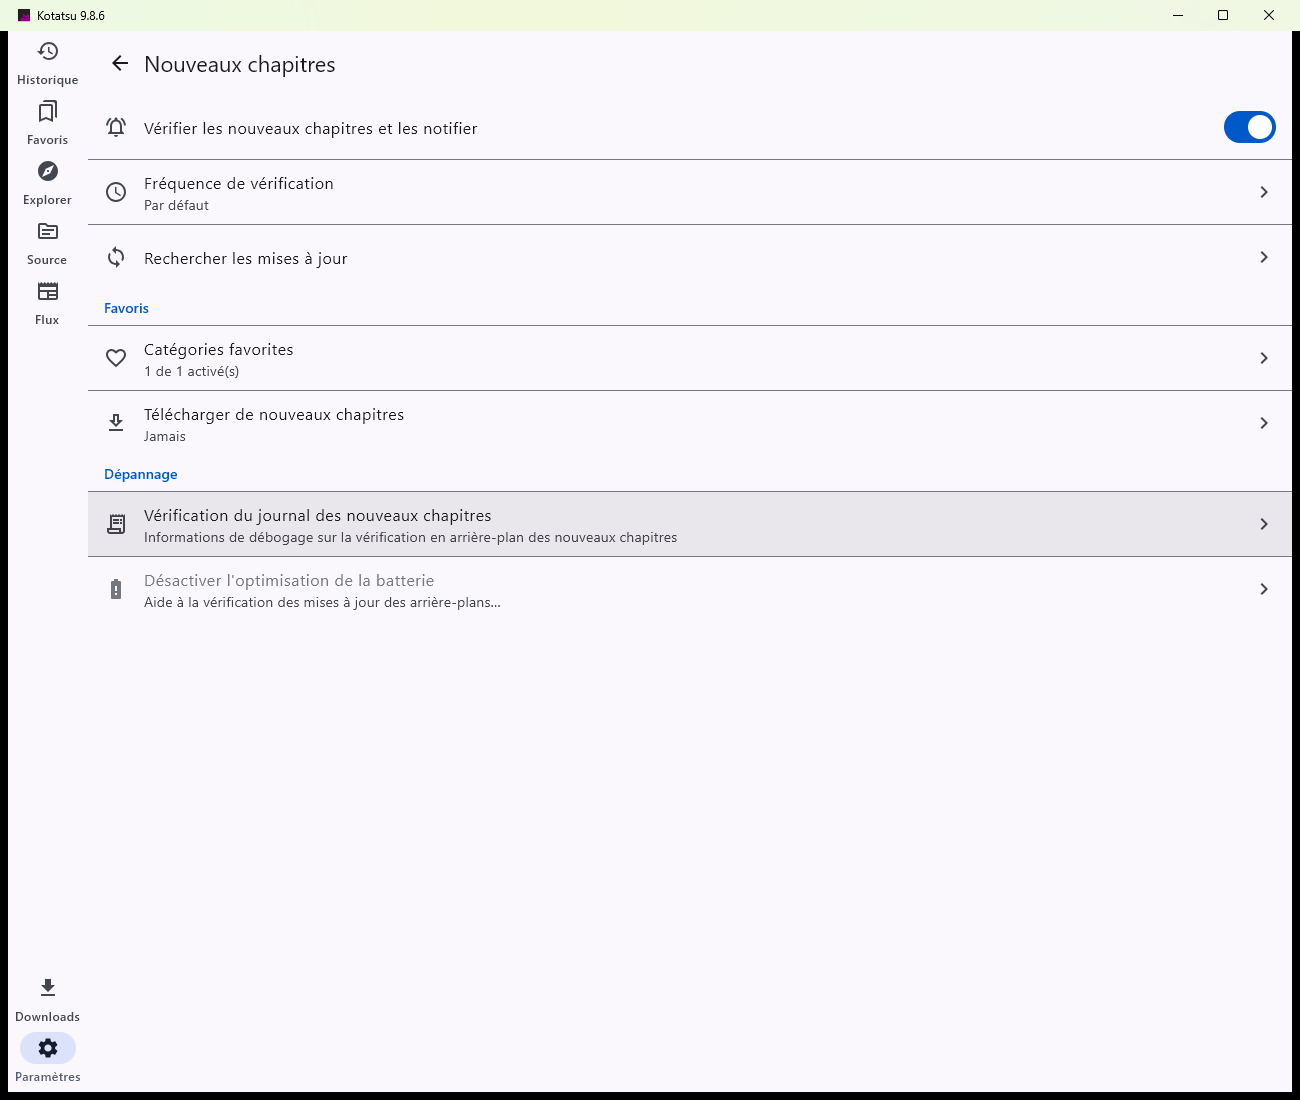 Kotatsu 9.8.6
Historique
Favoris
Explorer
Source
Flux
Downloads
Paramètres
Nouveaux chapitres
Vérifier les nouveaux chapitres et les notifier
Fréquence de vérification
Par défaut
Rechercher les mises à jour
Favoris
Catégories favorites
1 de 1 activé(s)
Télécharger de nouveaux chapitres
Jamais
Dépannage
Vérification du journal des nouveaux chapitres
Informations de débogage sur la vérification en arrière-plan des nouveaux chapitres
Désactiver l'optimisation de la batterie
Aide à la vérification des mises à jour des arrière-plans...